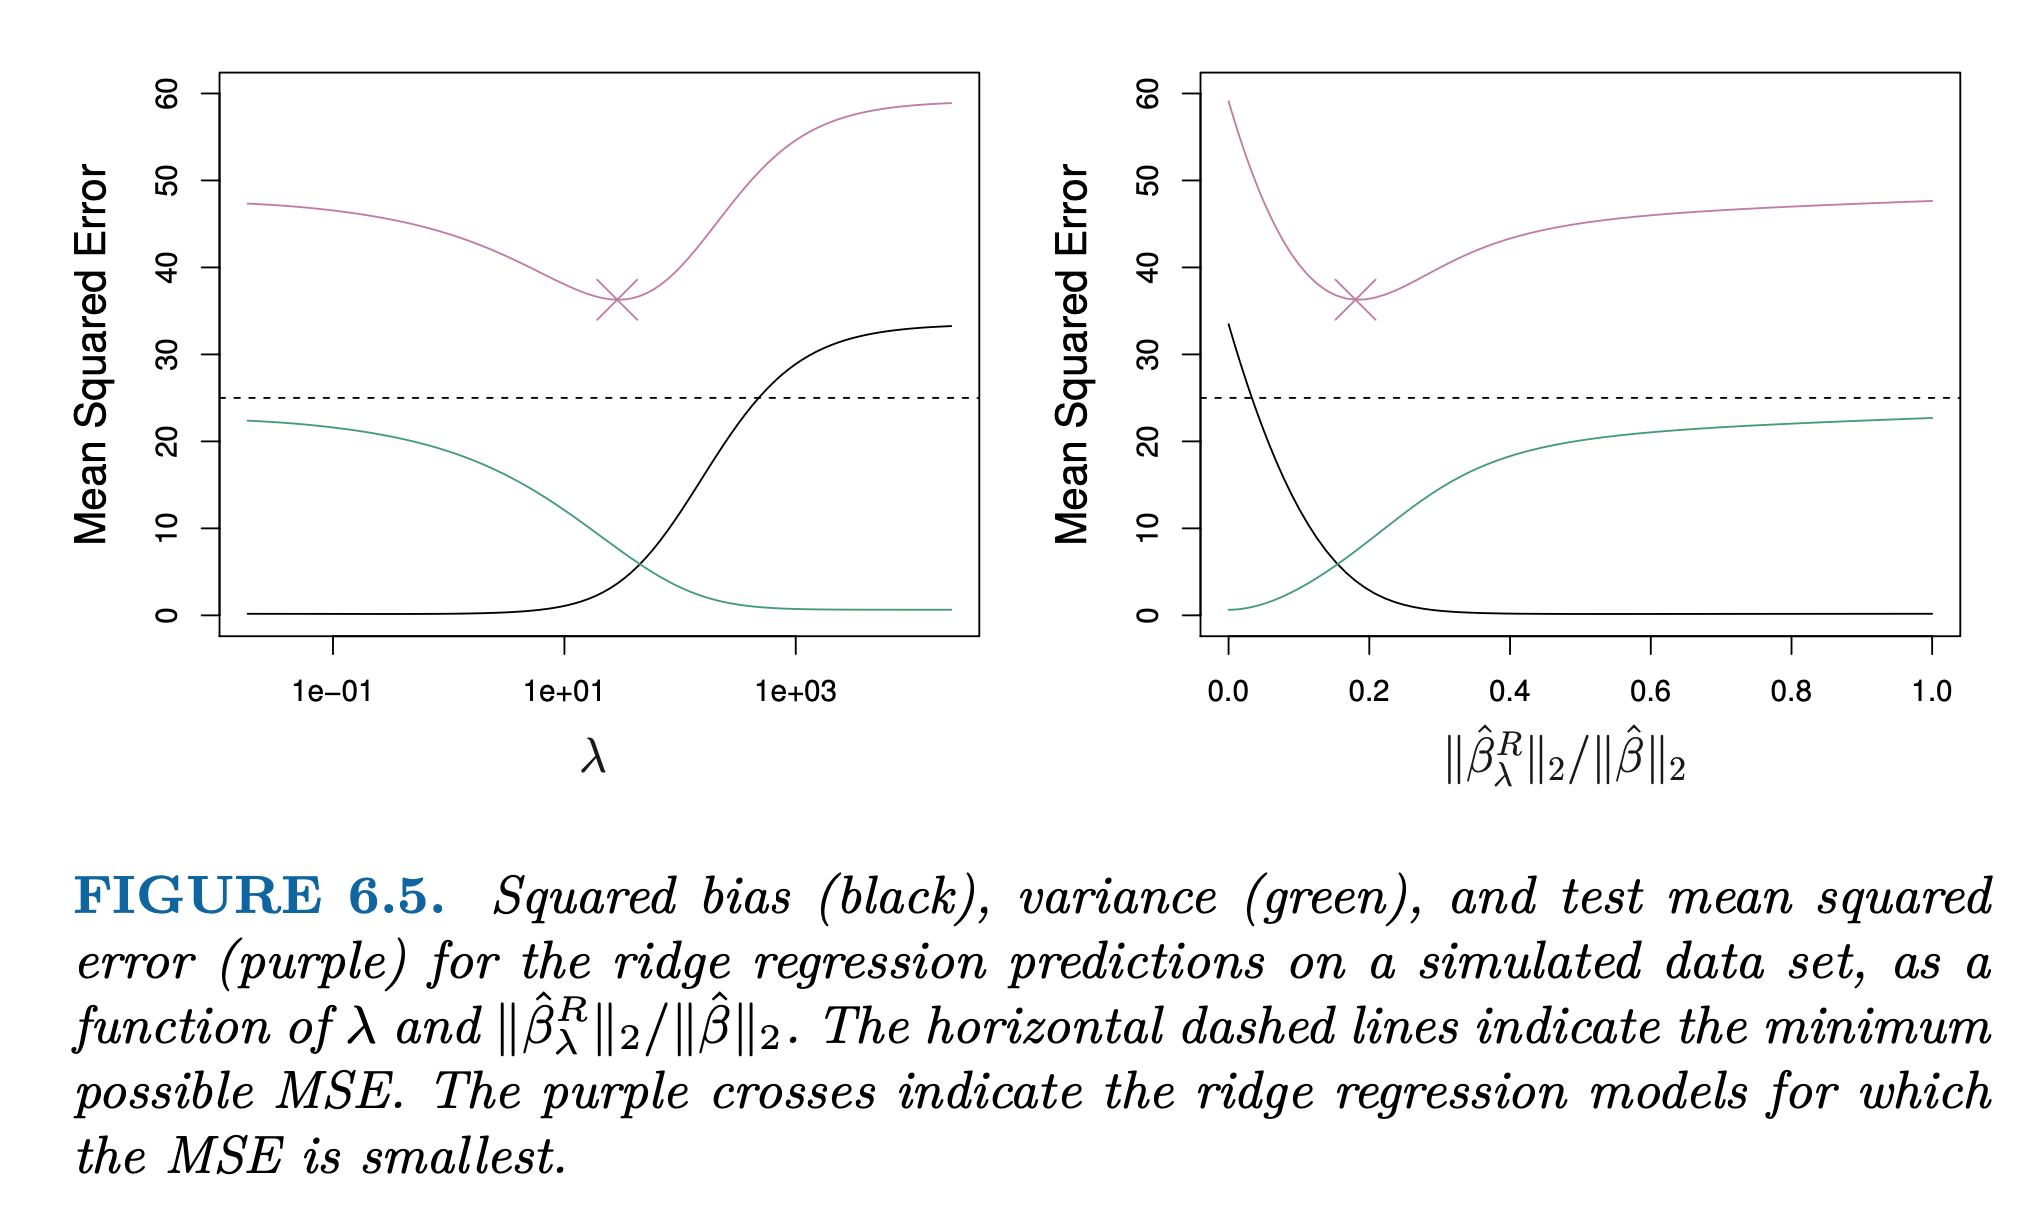 60
50
40
30
20
10
0
Mean Squared Error
1e−01 1e+01 1e+03
λ
60
50
40
30
20
10
0
Mean Squared Error
0.0 0.2 0.4 0.6 0.8 1.0
‖β̂λᴿ‖₂/‖β̂‖₂
FIGURE 6.5. Squared bias (black), variance (green), and test mean squared
error (purple) for the ridge regression predictions on a simulated data set, as a
function of λ and ‖β̂λᴿ‖₂/‖β̂‖₂. The horizontal dashed lines indicate the minimum
possible MSE. The purple crosses indicate the ridge regression models for which
the MSE is smallest.